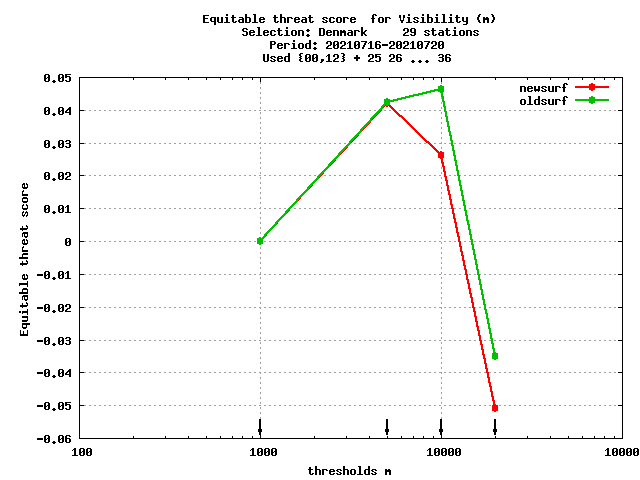 Equitable threat score  for Visibility (m)
Selection: Denmark     29 stations
Period: 20210716-20210720
Used {00,12} + 25 26 ... 36
newsurf
oldsurf
Equitable threat score
0.05
0.04
0.03
0.02
0.01
0
-0.01
-0.02
-0.03
-0.04
-0.05
-0.06
100 1000 10000 10000
thresholds m